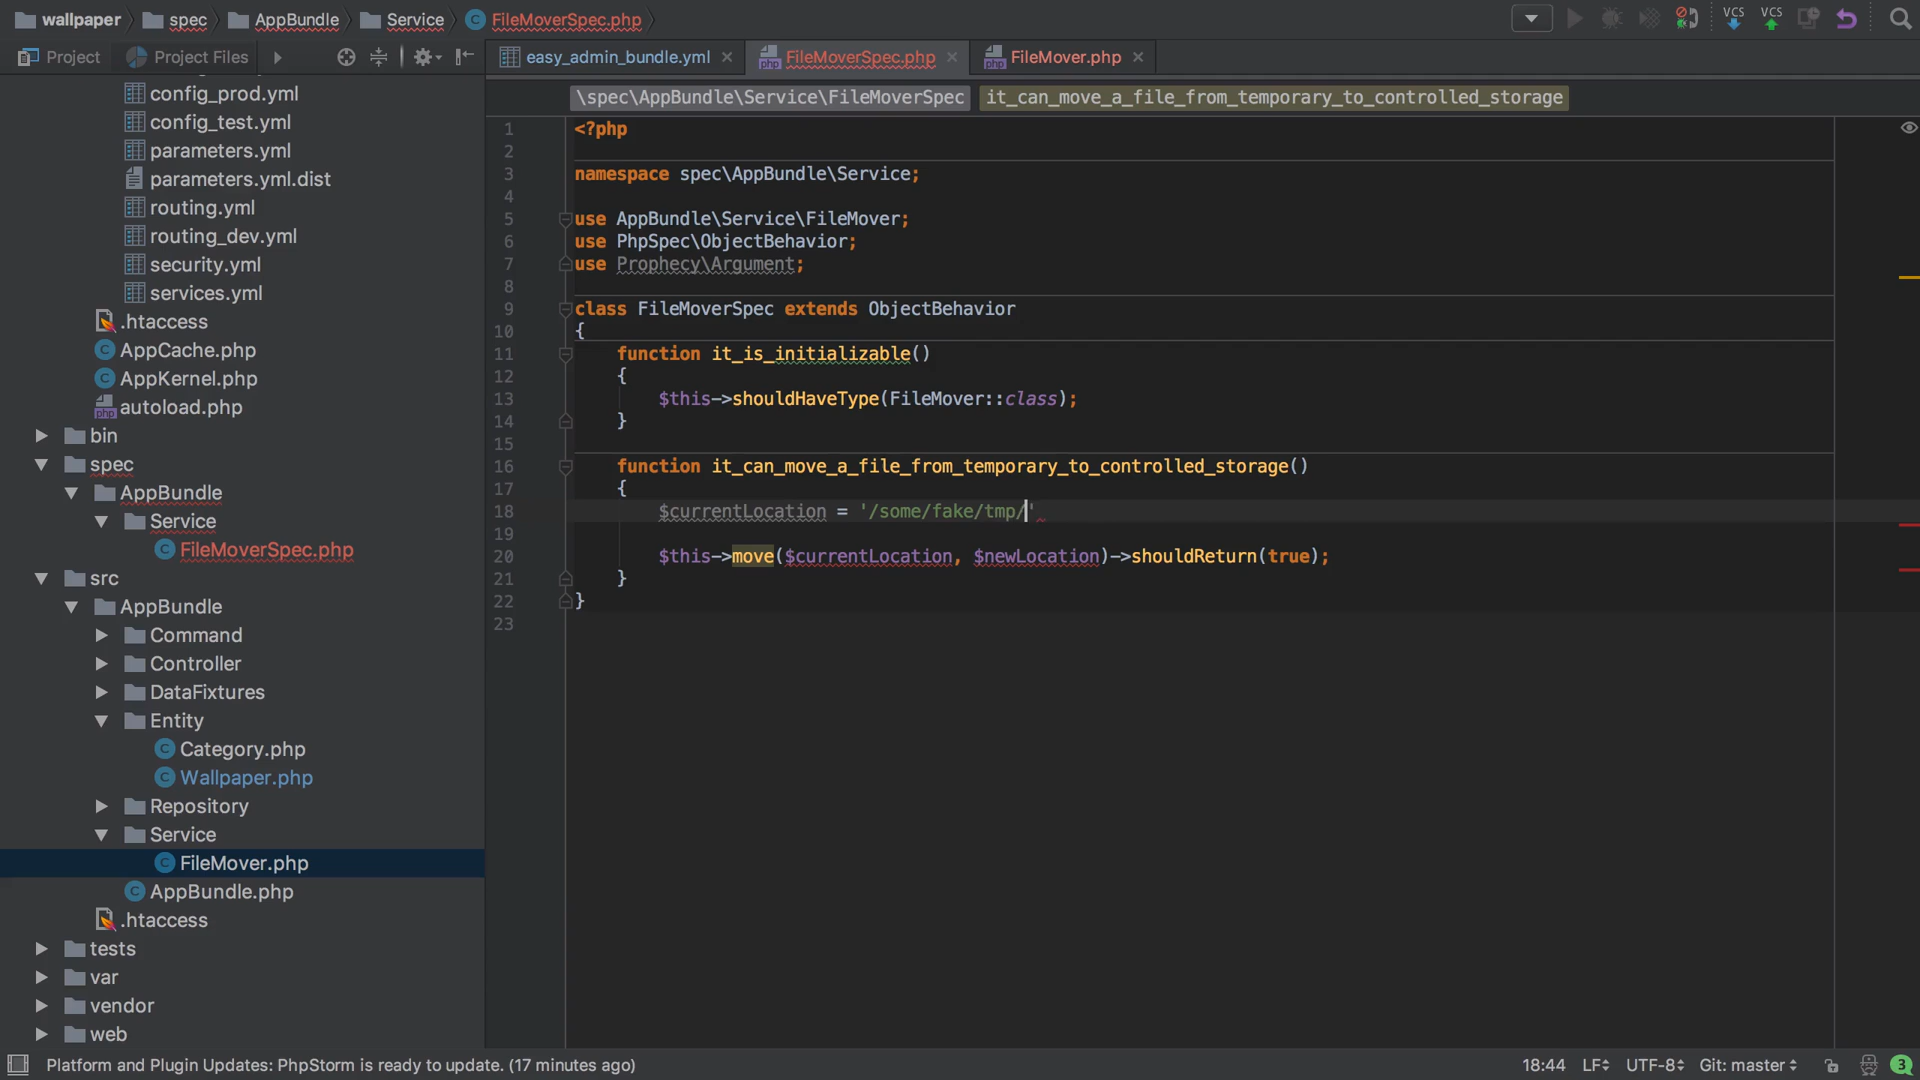 wallpaper spec AppBundle Service FileMoverSpec.php
Project Project Files
easy_admin_bundle.yml FileMoverSpec.php FileMover.php
\spec\AppBundle\Service\FileMoverSpec it_can_move_a_file_from_temporary_to_controlled_storage
config_prod.yml
config_test.yml
parameters.yml
parameters.yml.dist
routing.yml
routing_dev.yml
security.yml
services.yml
.htaccess
AppCache.php
AppKernel.php
autoload.php
bin
spec
AppBundle
Service
FileMoverSpec.php
src
AppBundle
Command
Controller
DataFixtures
Entity
Category.php
Wallpaper.php
Repository
Service
FileMover.php
AppBundle.php
.htaccess
tests
var
vendor
web
1 <?php
2
3 namespace spec\AppBundle\Service;
4
5 use AppBundle\Service\FileMover;
6 use PhpSpec\ObjectBehavior;
7 use Prophecy\Argument;
8
9 class FileMoverSpec extends ObjectBehavior
10 {
11 function it_is_initializable()
12 {
13 $this->shouldHaveType(FileMover::class);
14 }
15
16 function it_can_move_a_file_from_temporary_to_controlled_storage()
17 {
18 $currentLocation = '/some/fake/tmp/'
19
20 $this->move($currentLocation, $newLocation)->shouldReturn(true);
21 }
22 }
23
VCS VCS
Platform and Plugin Updates: PhpStorm is ready to update. (17 minutes ago)
18:44 LF UTF-8 Git: master 3